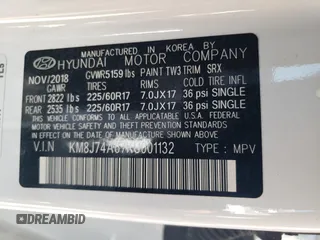 MANUFACTURED IN KOREA
HYUNDAI MOTOR COMPANY
NOV/2018 GVWR 5159 lbs PAINT TW3 TRIM SRX
GAWR TIRES RIMS COLD TIRE INFLATION
FRONT 2822 lbs 225/60R17 7.0JX17 36 PSI SINGLE
REAR 2535 lbs 225/60R17 7.0JX17 36 PSI SINGLE
THIS VEHICLE CONFORMS TO ALL APPLICABLE U.S.A. FEDERAL
MOTOR VEHICLE SAFETY, BUMPER, AND THEFT PREVENTION
STANDARDS IN EFFECT ON THE DATE OF MANUFACTURE SHOWN ABOVE.
V.I.N TYPE : MPV
© DREAMBID